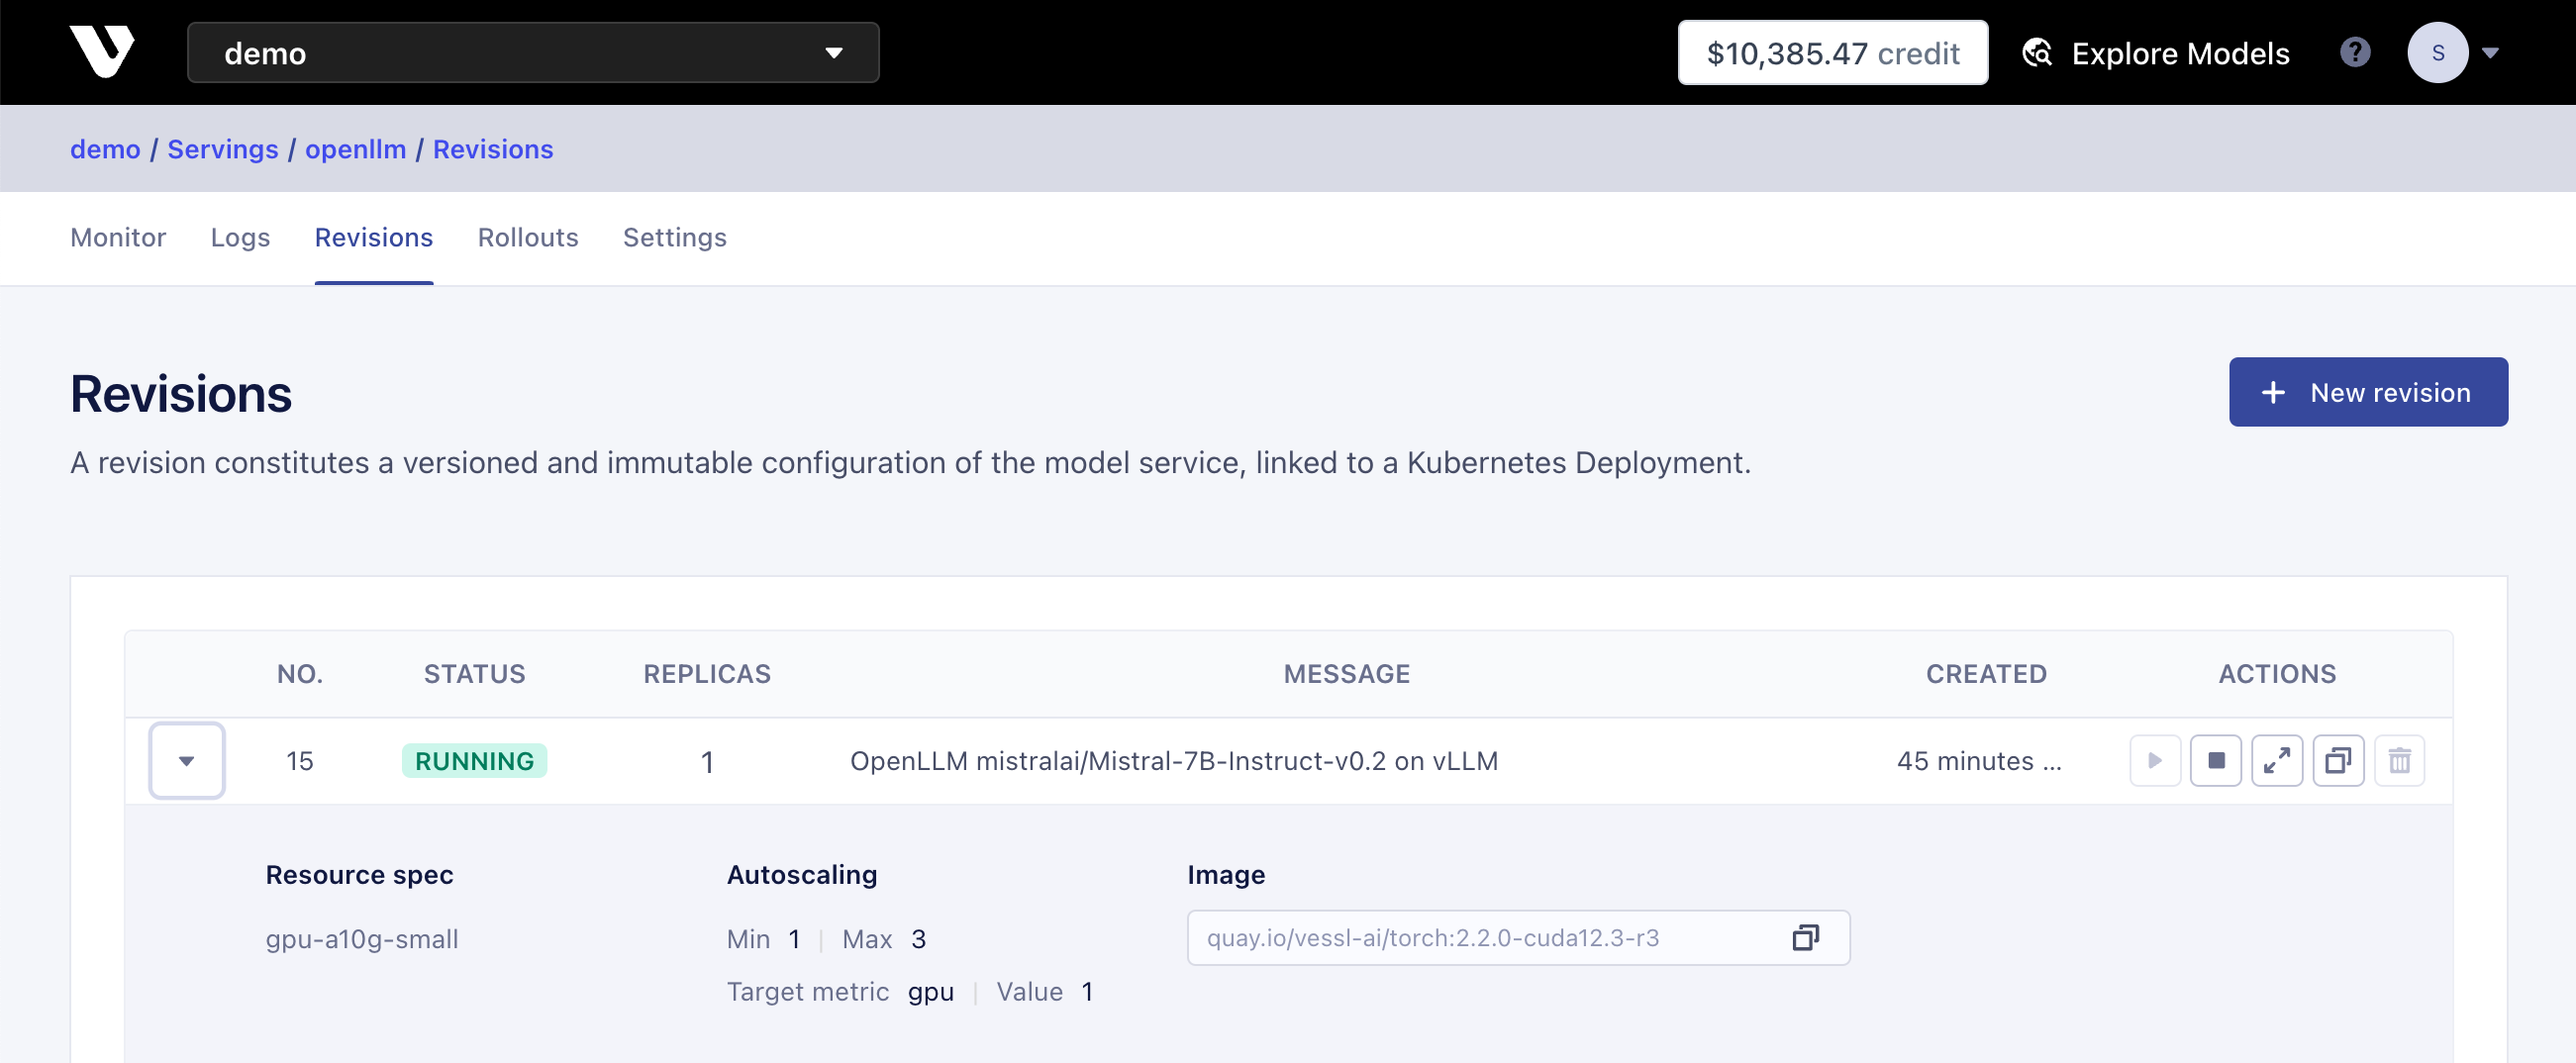 demo
$10,385.47 credit
Explore Models
?
S
demo / Servings / openllm / Revisions
Monitor Logs Revisions Rollouts Settings
Revisions
+ New revision
A revision constitutes a versioned and immutable configuration of the model service, linked to a Kubernetes Deployment.
NO. STATUS REPLICAS MESSAGE CREATED ACTIONS
15 RUNNING 1 OpenLLM mistralai/Mistral-7B-Instruct-v0.2 on vLLM 45 minutes ...
Resource spec Autoscaling Image
gpu-a10g-small Min 1 | Max 3 quay.io/vessl-ai/torch:2.2.0-cuda12.3-r3
Target metric gpu | Value 1